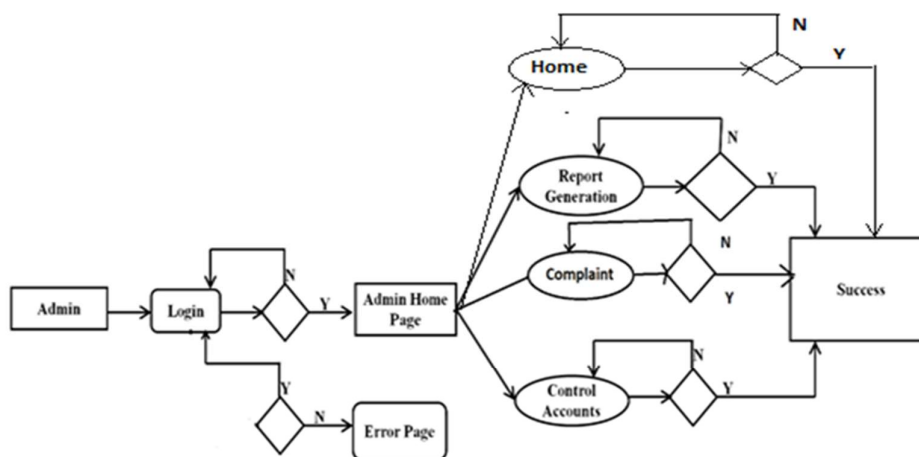 N
Home
Y
N
Report
Generation
Y
N
Complaint
Y
Success
Admin
Login
N
Y
Admin Home
Page
N
Control
Accounts
Y
Y
N
Error Page